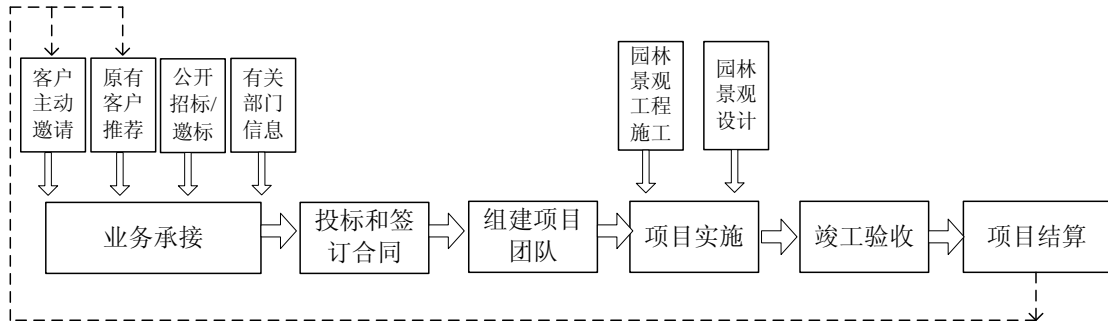 客户
主动
邀请
原有
客户
推荐
公开
招标/
邀标
有关
部门
信息
园林
景观
工程
施工
园林
景观
设计
业务承接
投标和签
订合同
组建项目
团队
项目实施
竣工验收
项目结算